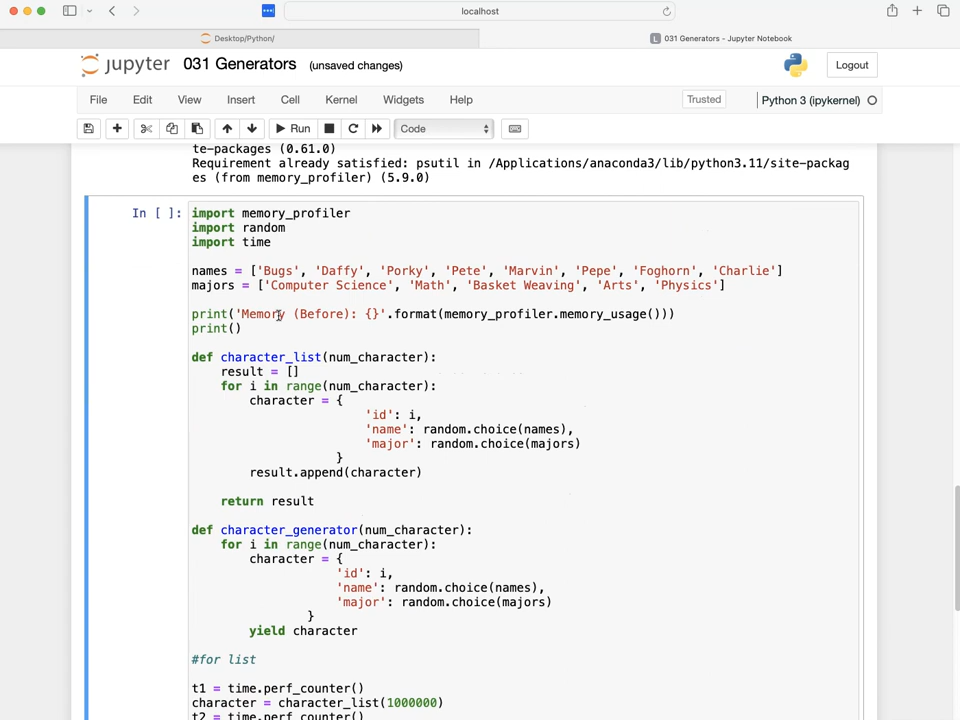 localhost
Desktop/Python/
L 031 Generators - Jupyter Notebook
jupyter 031 Generators (unsaved changes) Logout
File Edit View Insert Cell Kernel Widgets Help Trusted Python 3 (ipykernel)
Run Code
te-packages (0.61.0)
Requirement already satisfied: psutil in /Applications/anaconda3/lib/python3.11/site-packag
es (from memory_profiler) (5.9.0)
In [ ]: import memory_profiler
import random
import time
names = ['Bugs', 'Daffy', 'Porky', 'Pete', 'Marvin', 'Pepe', 'Foghorn', 'Charlie']
majors = ['Computer Science', 'Math', 'Basket Weaving', 'Arts', 'Physics']
print('Memory (Before): {}'.format(memory_profiler.memory_usage()))
print()
def character_list(num_character):
result = []
for i in range(num_character):
character = {
'id': i,
'name': random.choice(names),
'major': random.choice(majors)
}
result.append(character)
return result
def character_generator(num_character):
for i in range(num_character):
character = {
'id': i,
'name': random.choice(names),
'major': random.choice(majors)
}
yield character
#for list
t1 = time.perf_counter()
character = character_list(1000000)
t2 = time.perf_counter()